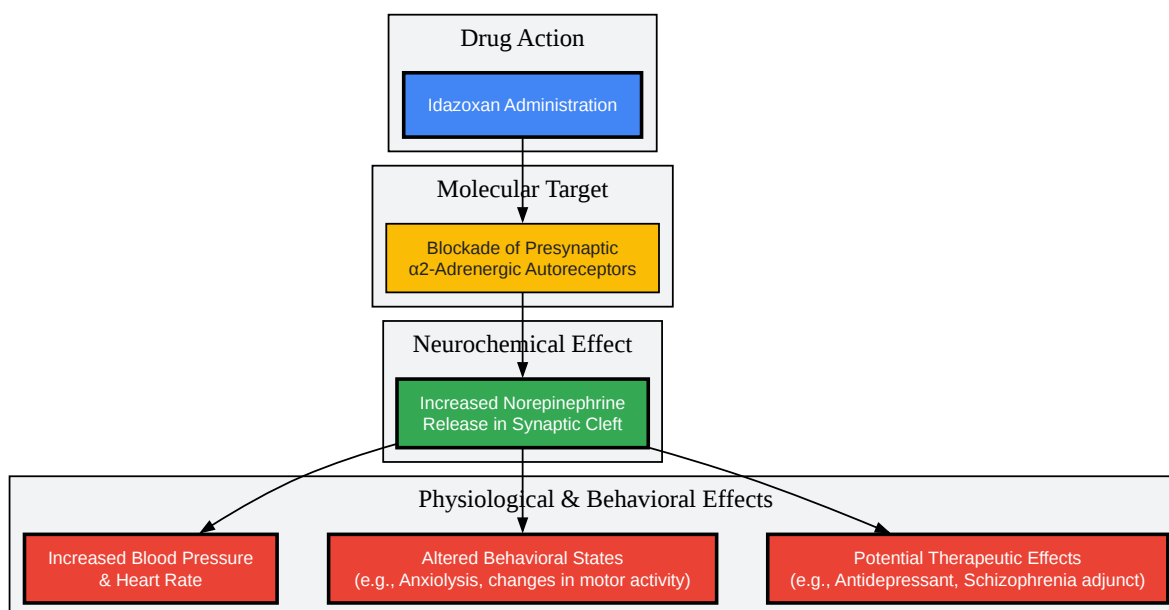 Drug Action
Idazoxan Administration
Molecular Target
Blockade of Presynaptic
α2-Adrenergic Autoreceptors
Neurochemical Effect
Increased Norepinephrine
Release in Synaptic Cleft
Physiological & Behavioral Effects
Increased Blood Pressure
& Heart Rate
Altered Behavioral States
(e.g., Anxiolysis, changes in motor activity)
Potential Therapeutic Effects
(e.g., Antidepressant, Schizophrenia adjunct)